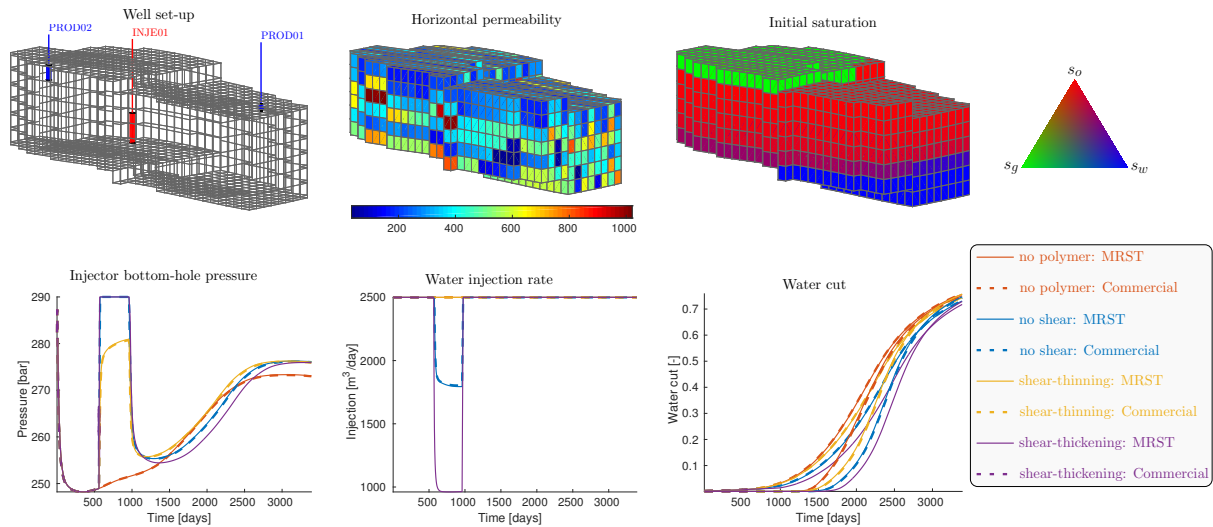 Well set-up
Horizontal permeability
Initial saturation
PROD02
INJE01
PROD01
s_o
s_g
s_w
200
400
600
800
1000
Injector bottom-hole pressure
Pressure [bar]
290
280
270
260
250
500
1000
1500
2000
2500
3000
Time [days]
Water injection rate
Injection [m³/day]
2500
2000
1500
1000
500
1000
1500
2000
2500
3000
Time [days]
Water cut
Water cut [-]
0.7
0.6
0.5
0.4
0.3
0.2
0.1
500
1000
1500
2000
2500
3000
Time [days]
no polymer: MRST
no polymer: Commercial
no shear: MRST
no shear: Commercial
shear-thinning: MRST
shear-thinning: Commercial
shear-thickening: MRST
shear-thickening: Commercial